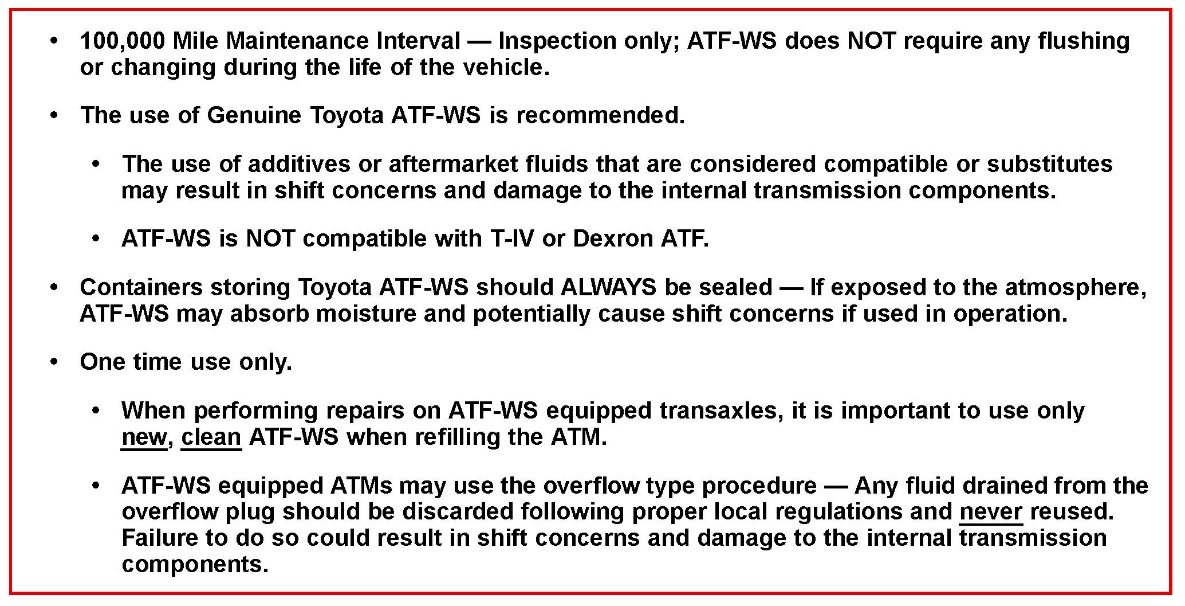 • 100,000 Mile Maintenance Interval — Inspection only; ATF-WS does NOT require any flushing
or changing during the life of the vehicle.
• The use of Genuine Toyota ATF-WS is recommended.
• The use of additives or aftermarket fluids that are considered compatible or substitutes
may result in shift concerns and damage to the internal transmission components.
• ATF-WS is NOT compatible with T-IV or Dexron ATF.
• Containers storing Toyota ATF-WS should ALWAYS be sealed — If exposed to the atmosphere,
ATF-WS may absorb moisture and potentially cause shift concerns if used in operation.
• One time use only.
• When performing repairs on ATF-WS equipped transaxles, it is important to use only
new, clean ATF-WS when refilling the ATM.
• ATF-WS equipped ATMs may use the overflow type procedure — Any fluid drained from the
overflow plug should be discarded following proper local regulations and never reused.
Failure to do so could result in shift concerns and damage to the internal transmission
components.